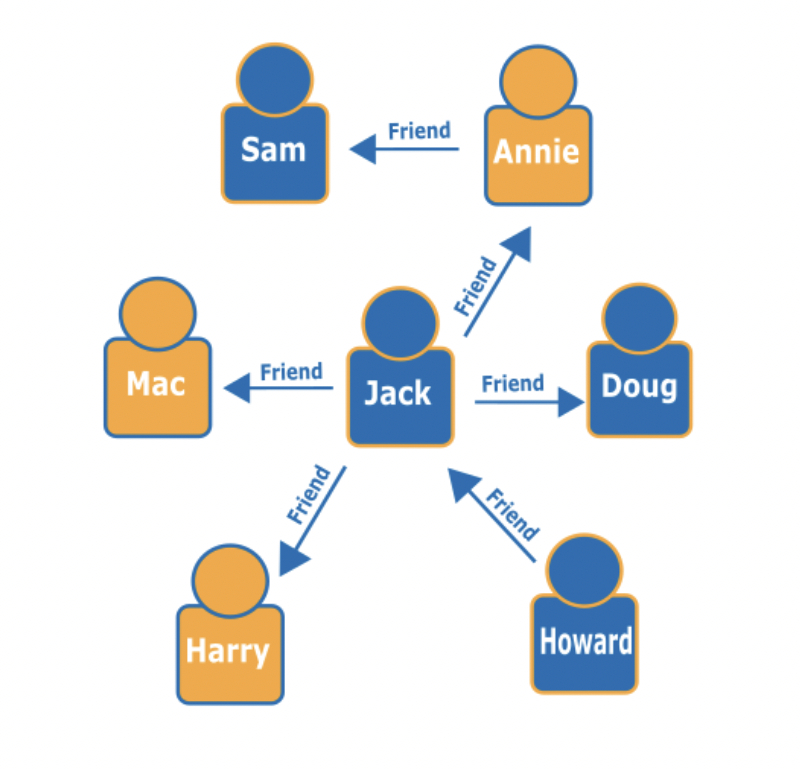 Sam
Friend
Annie
Friend
Mac
Friend
Jack
Friend
Doug
Friend
Friend
Harry
Howard